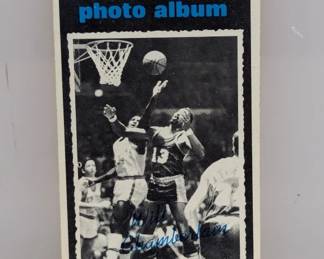 photo album
13
Wilt
Chamberlain